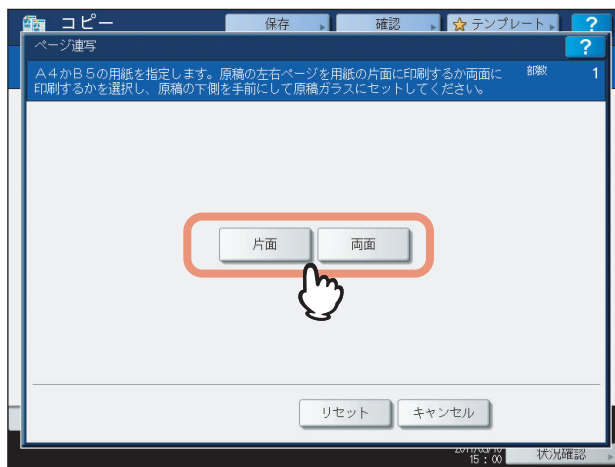 コピー
保存
確認
テンプレート
?
ページ連写
?
A4かB5の用紙を指定します。原稿の左右ページを用紙の片面に印刷するか両面に
印刷するかを選択し、原稿の下側を手前にして原稿ガラスにセットしてください。
部数 1
片面
両面
リセット
キャンセル
15:00
状況確認